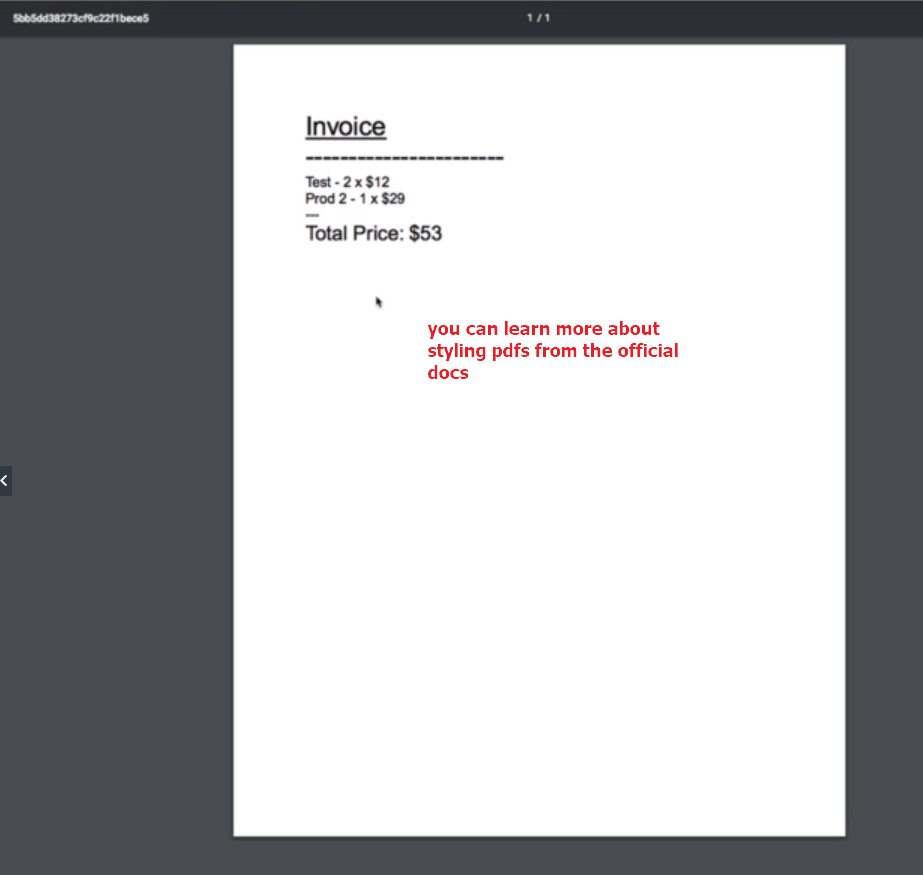 5bb5dd38273cf9c22f1bece5
1 / 1
Invoice
------------------------
Test - 2 x $12
Prod 2 - 1 x $29
---
Total Price: $53
you can learn more about
styling pdfs from the official
docs